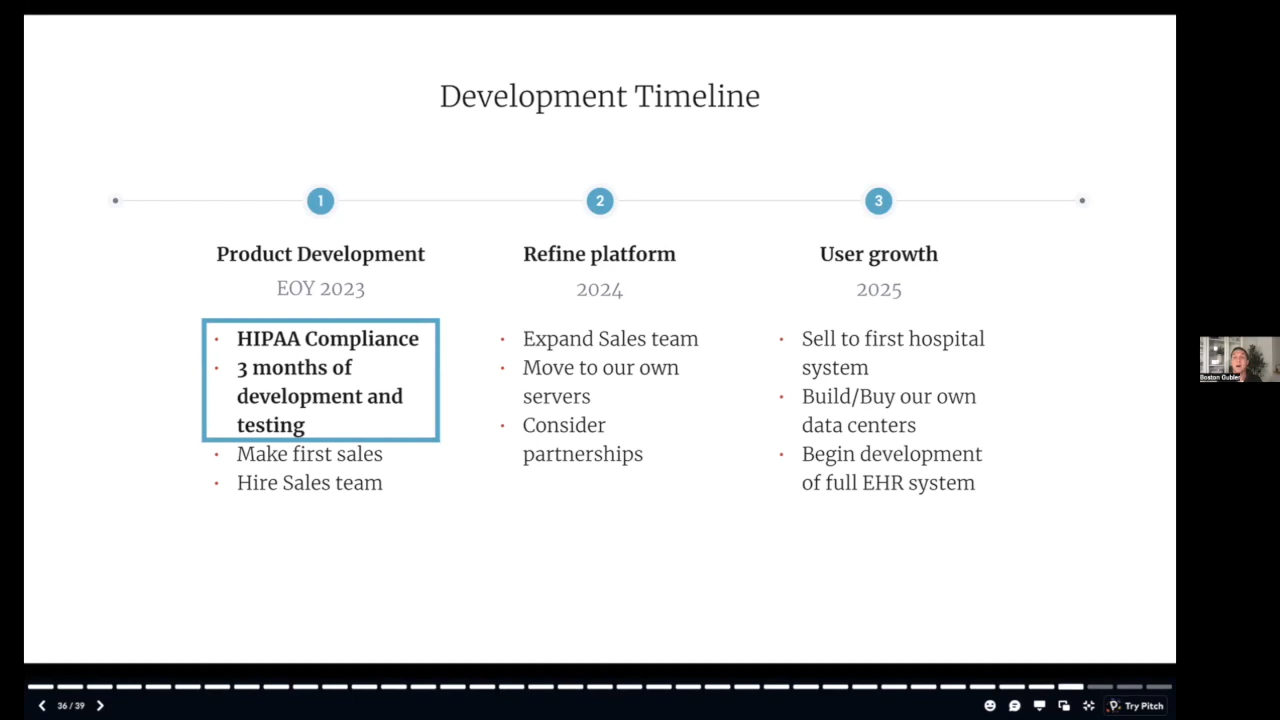 Development Timeline
1
2
3
Product Development
EOY 2023
HIPAA Compliance
3 months of
development and
testing
Make first sales
Hire Sales team
Refine platform
2024
Expand Sales team
Move to our own
servers
Consider
partnerships
User growth
2025
Sell to first hospital
system
Build/Buy our own
data centers
Begin development
of full EHR system
Boston Gubler
36 / 39
Try Pitch